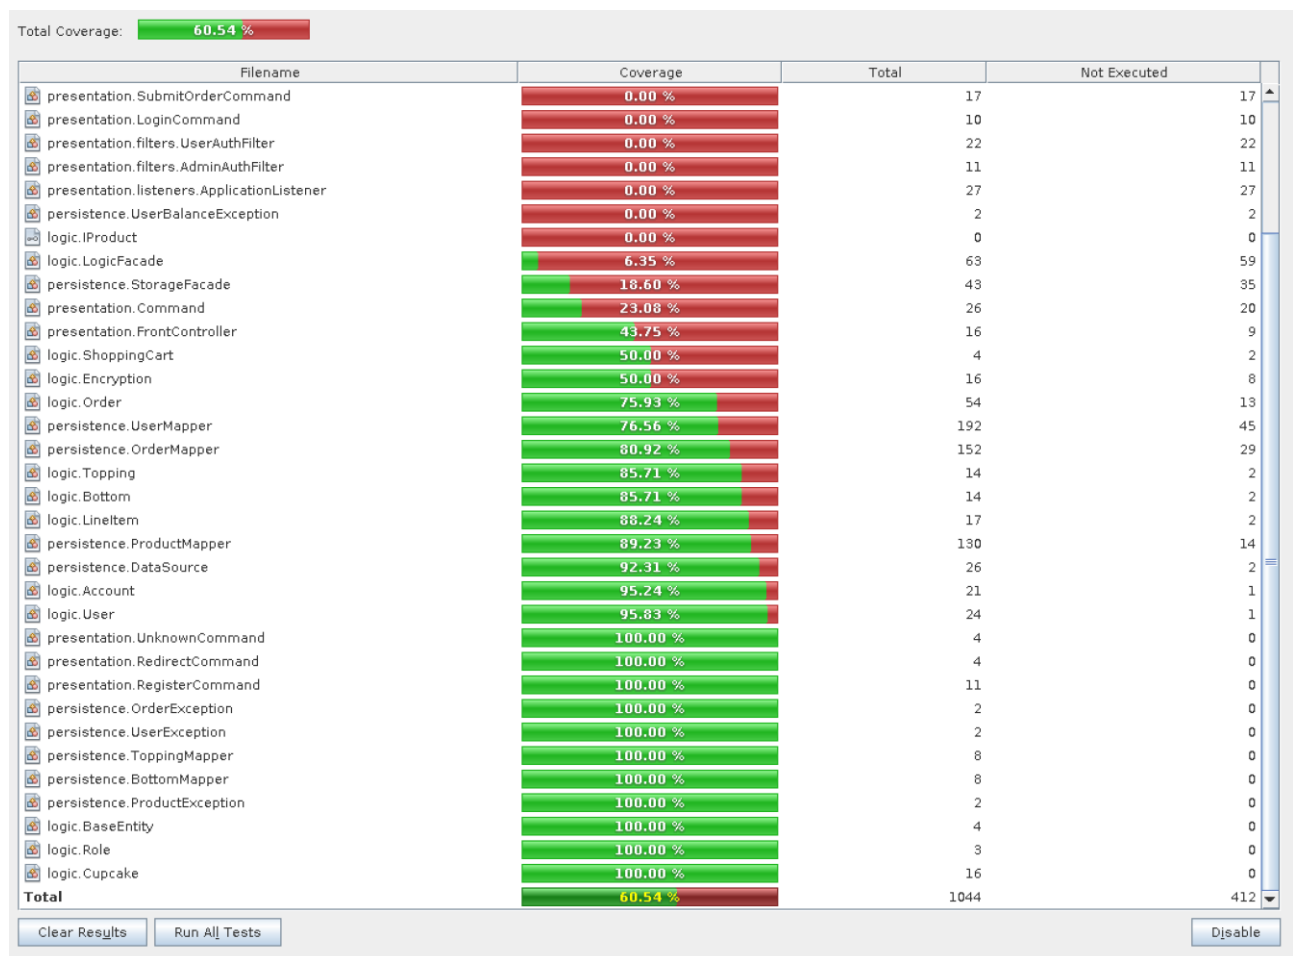 Total Coverage: 60.54 %
Filename Coverage Total Not Executed
presentation.SubmitOrderCommand 0.00 % 17 17
presentation.LoginCommand 0.00 % 10 10
presentation.filters.UserAuthFilter 0.00 % 22 22
presentation.filters.AdminAuthFilter 0.00 % 11 11
presentation.listeners.ApplicationListener 0.00 % 27 27
persistence.UserBalanceException 0.00 % 2 2
logic.IProduct 0.00 % 0 0
logic.LogicFacade 6.35 % 63 59
persistence.StorageFacade 18.60 % 43 35
presentation.Command 23.08 % 26 20
presentation.FrontController 43.75 % 16 9
logic.ShoppingCart 50.00 % 4 2
logic.Encryption 50.00 % 16 8
logic.Order 75.93 % 54 13
persistence.UserMapper 76.56 % 192 45
persistence.OrderMapper 80.92 % 152 29
logic.Topping 85.71 % 14 2
logic.Bottom 85.71 % 14 2
logic.LineItem 88.24 % 17 2
persistence.ProductMapper 89.23 % 130 14
persistence.DataSource 92.31 % 26 2
logic.Account 95.24 % 21 1
logic.User 95.83 % 24 1
presentation.UnknownCommand 100.00 % 4 0
presentation.RedirectCommand 100.00 % 4 0
presentation.RegisterCommand 100.00 % 11 0
persistence.OrderException 100.00 % 2 0
persistence.UserException 100.00 % 2 0
persistence.ToppingMapper 100.00 % 8 0
persistence.BottomMapper 100.00 % 8 0
persistence.ProductException 100.00 % 2 0
logic.BaseEntity 100.00 % 4 0
logic.Role 100.00 % 3 0
logic.Cupcake 100.00 % 16 0
Total 60.54 % 1044 412
Clear Results Run All Tests Disable